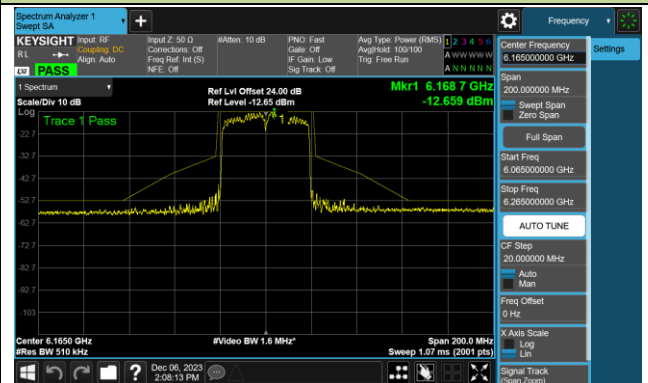 Spectrum Analyzer 1
Swept SA
+
Frequency
KEYSIGHT
RL
LXI
PASS
Input: RF
Coupling: DC
Align: Auto
Input Z: 50 Ω
Corrections: Off
Freq Ref: Int (S)
NFE: Off
#Atten: 10 dB
PNO: Fast
Gate: Off
IF Gain: Low
Sig Track: Off
Avg Type: Power (RMS)
Avg|Hold: 100/100
Trig: Free Run
1 2 3 4 5 6
A W W W W W
A N N N N N
1 Spectrum
Scale/Div 10 dB
Ref Lvl Offset 24.00 dB
Ref Level -12.65 dBm
Mkr1 6.168 7 GHz
-12.659 dBm
Log
Trace 1 Pass
1
-22.7
-32.7
-42.7
-52.7
-62.7
-72.7
-82.7
-92.7
-103
Center 6.1650 GHz
#Res BW 510 kHz
#Video BW 1.6 MHz*
Span 200.0 MHz
Sweep 1.07 ms (2001 pts)
?
Dec 06, 2023
2:08:13 PM
Center Frequency
6.165000000 GHz
Settings
Span
200.000000 MHz
Swept Span
Zero Span
Full Span
Start Freq
6.065000000 GHz
Stop Freq
6.265000000 GHz
AUTO TUNE
CF Step
20.000000 MHz
Auto
Man
Freq Offset
0 Hz
X Axis Scale
Log
Lin
Signal Track
(Span Zoom)